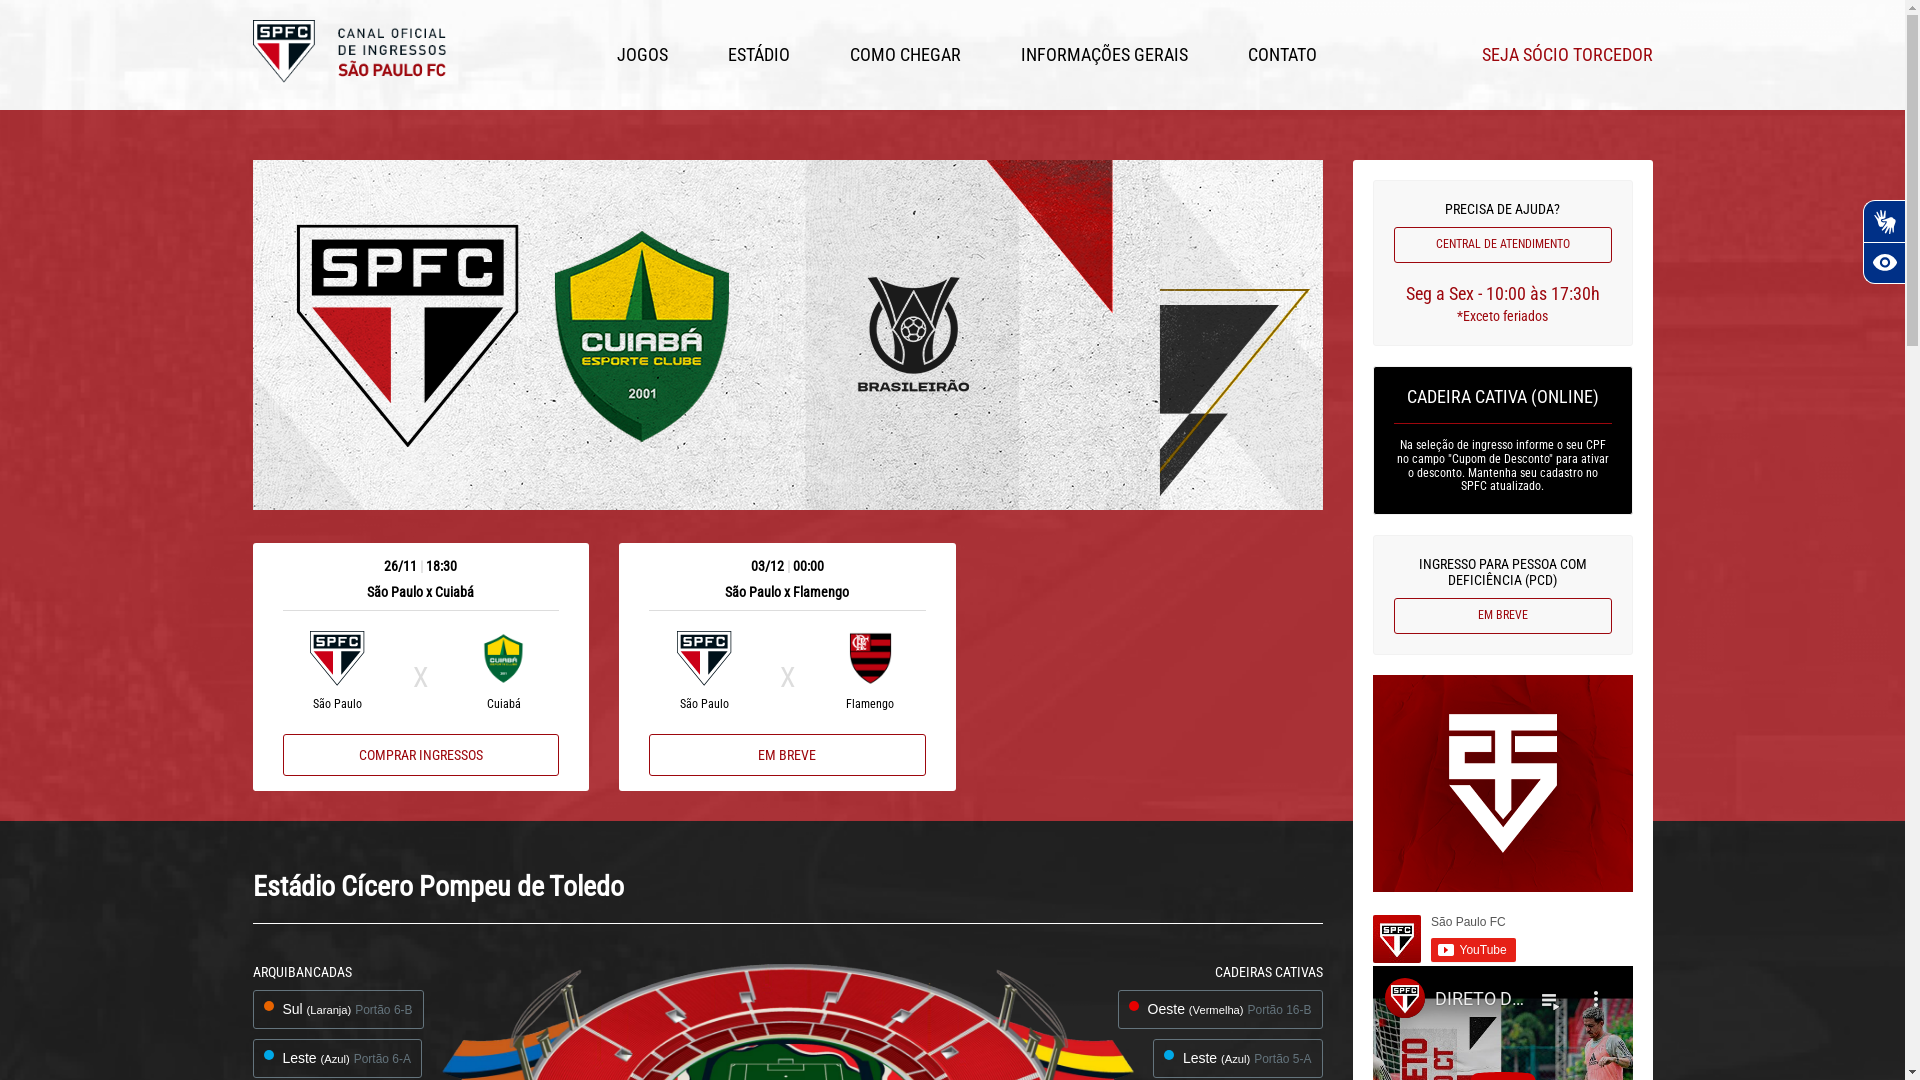 SPFC
CANAL OFICIAL
DE INGRESSOS
SÃO PAULO FC
JOGOS
ESTÁDIO
COMO CHEGAR
INFORMAÇÕES GERAIS
CONTATO
SEJA SÓCIO TORCEDOR
SPFC
CUIABÁ
ESPORTE CLUBE
2001
BRASILEIRÃO
PRECISA DE AJUDA?
CENTRAL DE ATENDIMENTO
Seg a Sex - 10:00 às 17:30h
*Exceto feriados
CADEIRA CATIVA (ONLINE)
Na seleção de ingresso informe o seu CPF
no campo "Cupom de Desconto" para ativar
o desconto. Mantenha seu cadastro no
SPFC atualizado.
INGRESSO PARA PESSOA COM
DEFICIÊNCIA (PCD)
EM BREVE
26/11 | 18:30
São Paulo x Cuiabá
SPFC
X
CUIABÁ
São Paulo
Cuiabá
COMPRAR INGRESSOS
03/12 | 00:00
São Paulo x Flamengo
SPFC
X
São Paulo
Flamengo
EM BREVE
São Paulo FC
YouTube
SPFC
DIRETO D...
Estádio Cícero Pompeu de Toledo
ARQUIBANCADAS
Sul (Laranja) Portão 6-B
Leste (Azul) Portão 6-A
CADEIRAS CATIVAS
Oeste (Vermelha) Portão 16-B
Leste (Azul) Portão 5-A